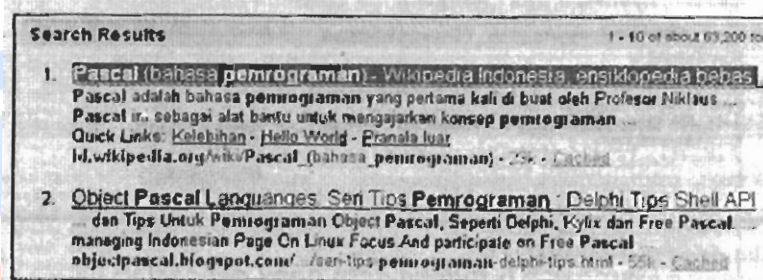 Search Results
1 - 10 of about 63,200 for
1. Pascal (bahasa pemrograman) - Wikipedia Indonesia, ensiklopedia bebas
Pascal adalah bahasa pemrograman yang pertama kali di buat oleh Profesor Niklaus ...
Pascal ini sebagai alat bantu untuk mengajarkan konsep pemrograman ...
Quick Links: Kelebihan - Hello World - Pranala luar
id.wikipedia.org/wiki/Pascal_(bahasa_pemrograman) - 29k - Cached
2. Object Pascal Languanges, Seri Tips Pemrograman : Delphi Tips Shell API
... dan Tips Untuk Pemrograman Object Pascal, Seperti Delphi, Kylix dan Free Pascal. ...
managing Indonesian Page On Linux Focus And participate on Free Pascal ...
objectpascal.blogspot.com/.../seri-tips-pemrograman-delphi-tips.html - 55k - Cached